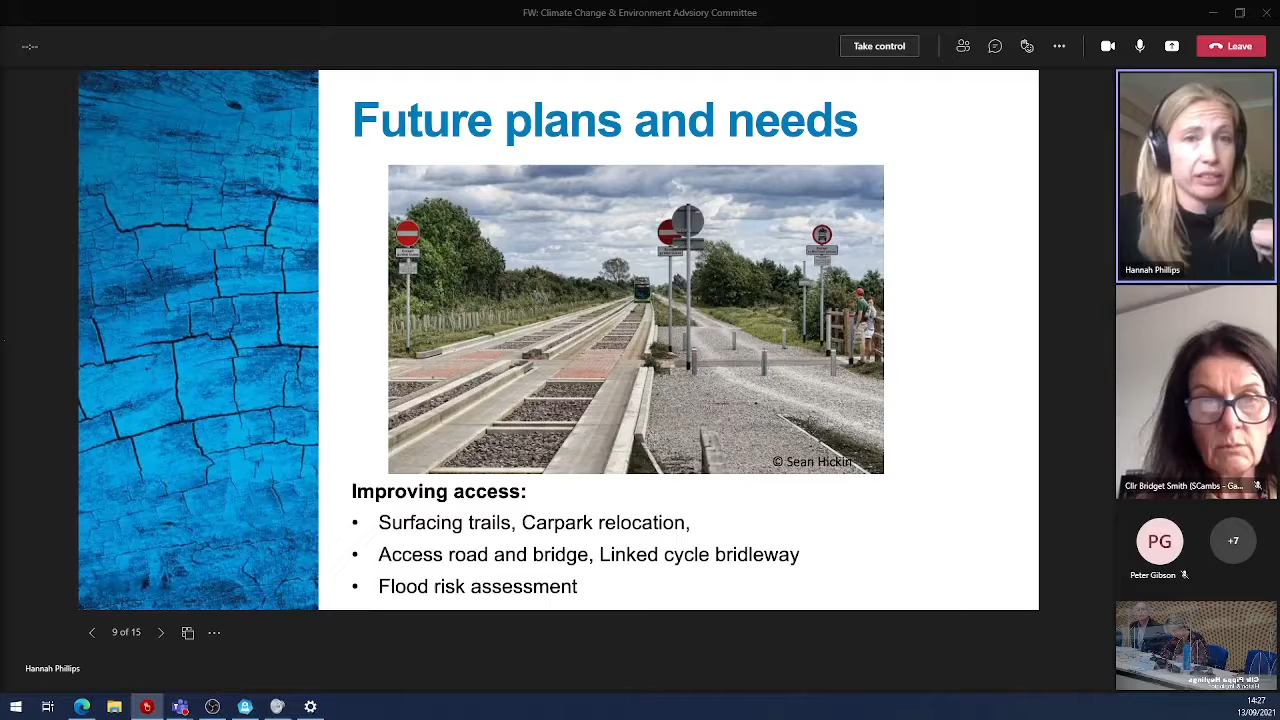 FW: Climate Change & Environment Advsiory Committee
--:--
Take control
Leave
Future plans and needs
© Sean Hickin
Improving access:
• Surfacing trails, Carpark relocation,
• Access road and bridge, Linked cycle bridleway
• Flood risk assessment
Hannah Phillips
Cllr Bridget Smith (SCambs - Ga...
PG
+7
Peter Gibson
9 of 15
Hannah Phillips
14:27
13/09/2021